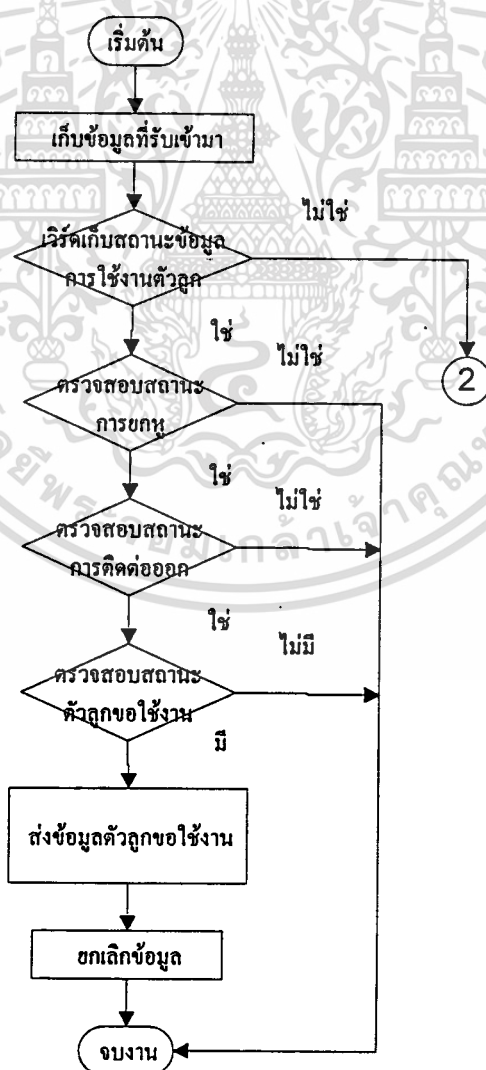 เริ่มต้น
เก็บข้อมูลที่รับเข้ามา
ไม่ใช่
เวิร์ดเก็บสถานะข้อมูล
การใช้งานตัวลูก
ใช่
ไม่ใช่
2
ตรวจสอบสถานะ
การยกหู
ใช่
ไม่ใช่
ตรวจสอบสถานะ
การติดต่อออก
ใช่
ไม่มี
ตรวจสอบสถานะ
ตัวลูกขอใช้งาน
มี
ส่งข้อมูลตัวลูกขอใช้งาน
ยกเลิกข้อมูล
จบงาน